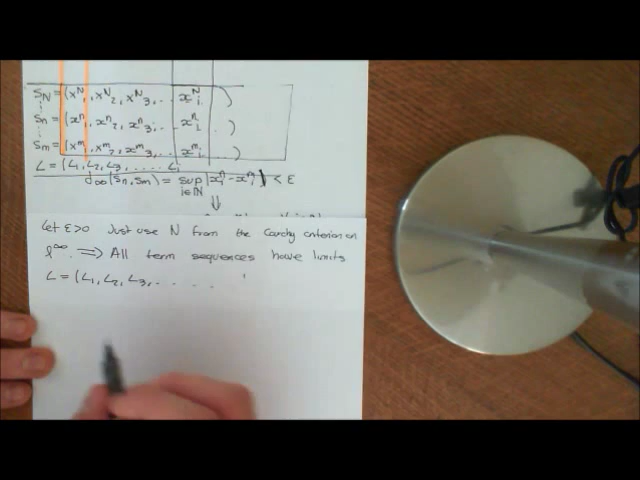 S_N = (x^N_1, x^N_2, x^N_3, ... x^N_i. )
S_n = (x^n_1, x^n_2, x^n_3, ... x^n_i. )
S_m = (x^m_1, x^m_2, x^m_3, ... x^m_i. )
L = (L_1, L_2, L_3, ..... L_i
d_∞(S_n, S_m) = sup |x^n_i - x^m_i| < ε
i∈ℕ
⇓
Let ε>0 Just use N from the Cauchy criterion on
l^∞. ⟹ All term sequences have limits
L = (L_1, L_2, L_3, . . . . .